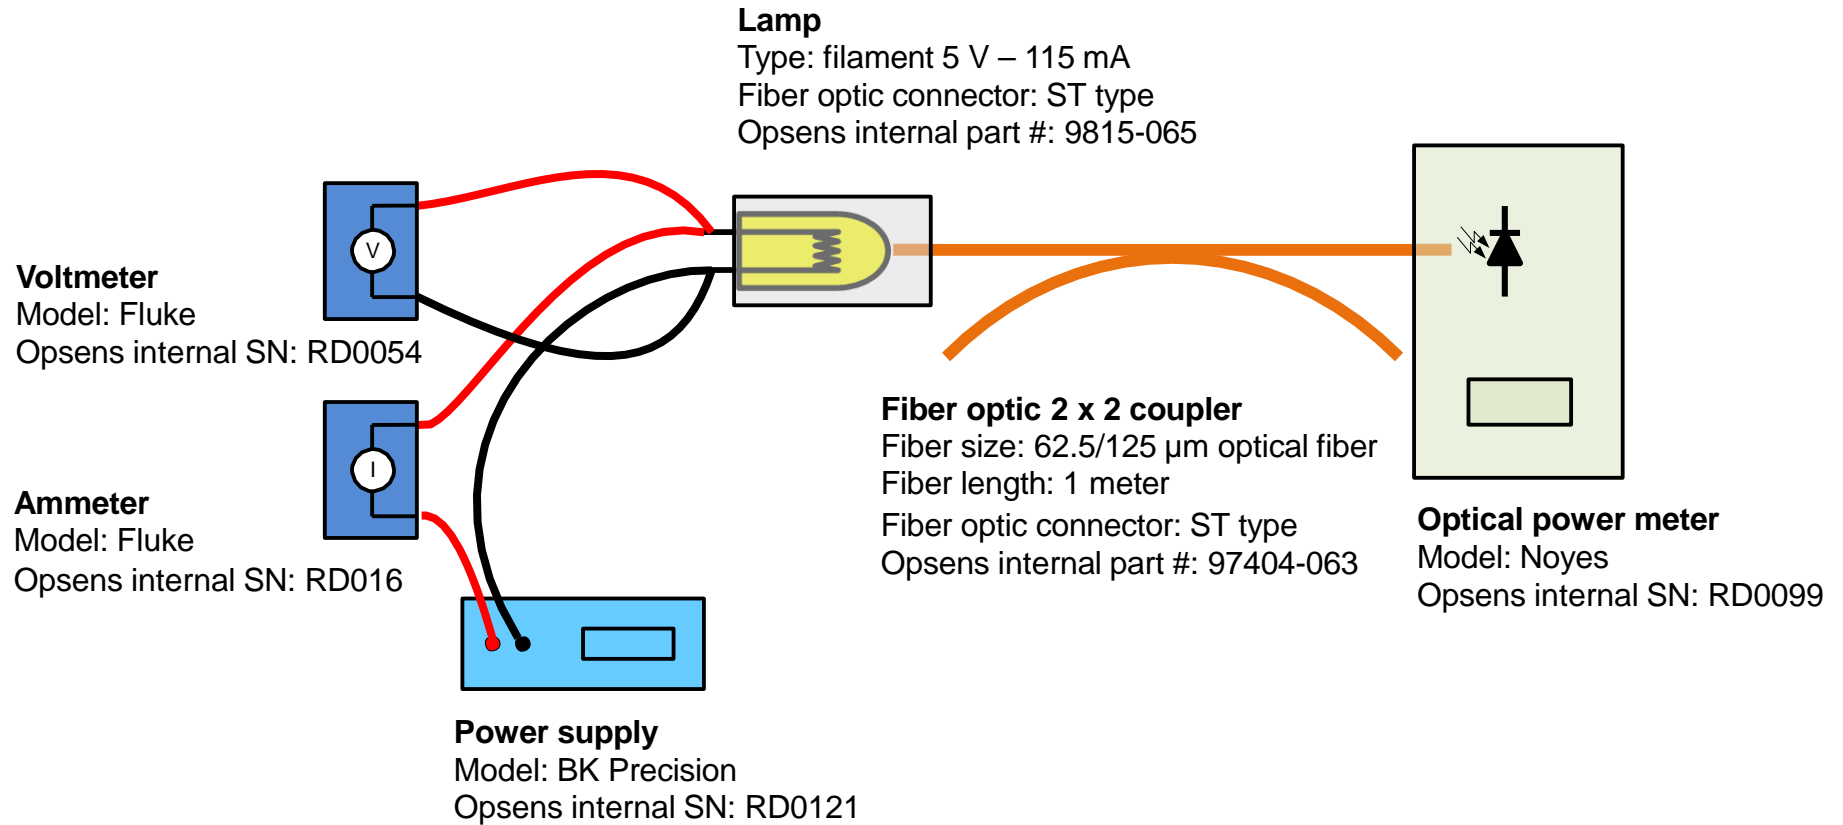 Lamp
Type: filament 5 V – 115 mA
Fiber optic connector: ST type
Opsens internal part #: 9815-065
V
Voltmeter
Model: Fluke
Opsens internal SN: RD0054
I
Ammeter
Model: Fluke
Opsens internal SN: RD016
Fiber optic 2 x 2 coupler
Fiber size: 62.5/125 µm optical fiber
Fiber length: 1 meter
Fiber optic connector: ST type
Opsens internal part #: 97404-063
Optical power meter
Model: Noyes
Opsens internal SN: RD0099
Power supply
Model: BK Precision
Opsens internal SN: RD0121